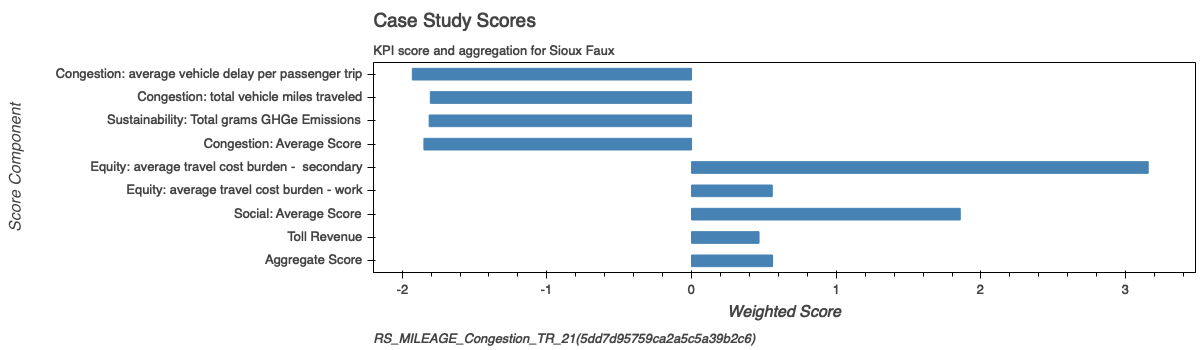 Case Study Scores
KPI score and aggregation for Sioux Faux
Score Component
Congestion: average vehicle delay per passenger trip
Congestion: total vehicle miles traveled
Sustainability: Total grams GHGe Emissions
Congestion: Average Score
Equity: average travel cost burden -  secondary
Equity: average travel cost burden - work
Social: Average Score
Toll Revenue
Aggregate Score
-2 -1 0 1 2 3
Weighted Score
RS_MILEAGE_Congestion_TR_21(5dd7d95759ca2a5c5a39b2c6)